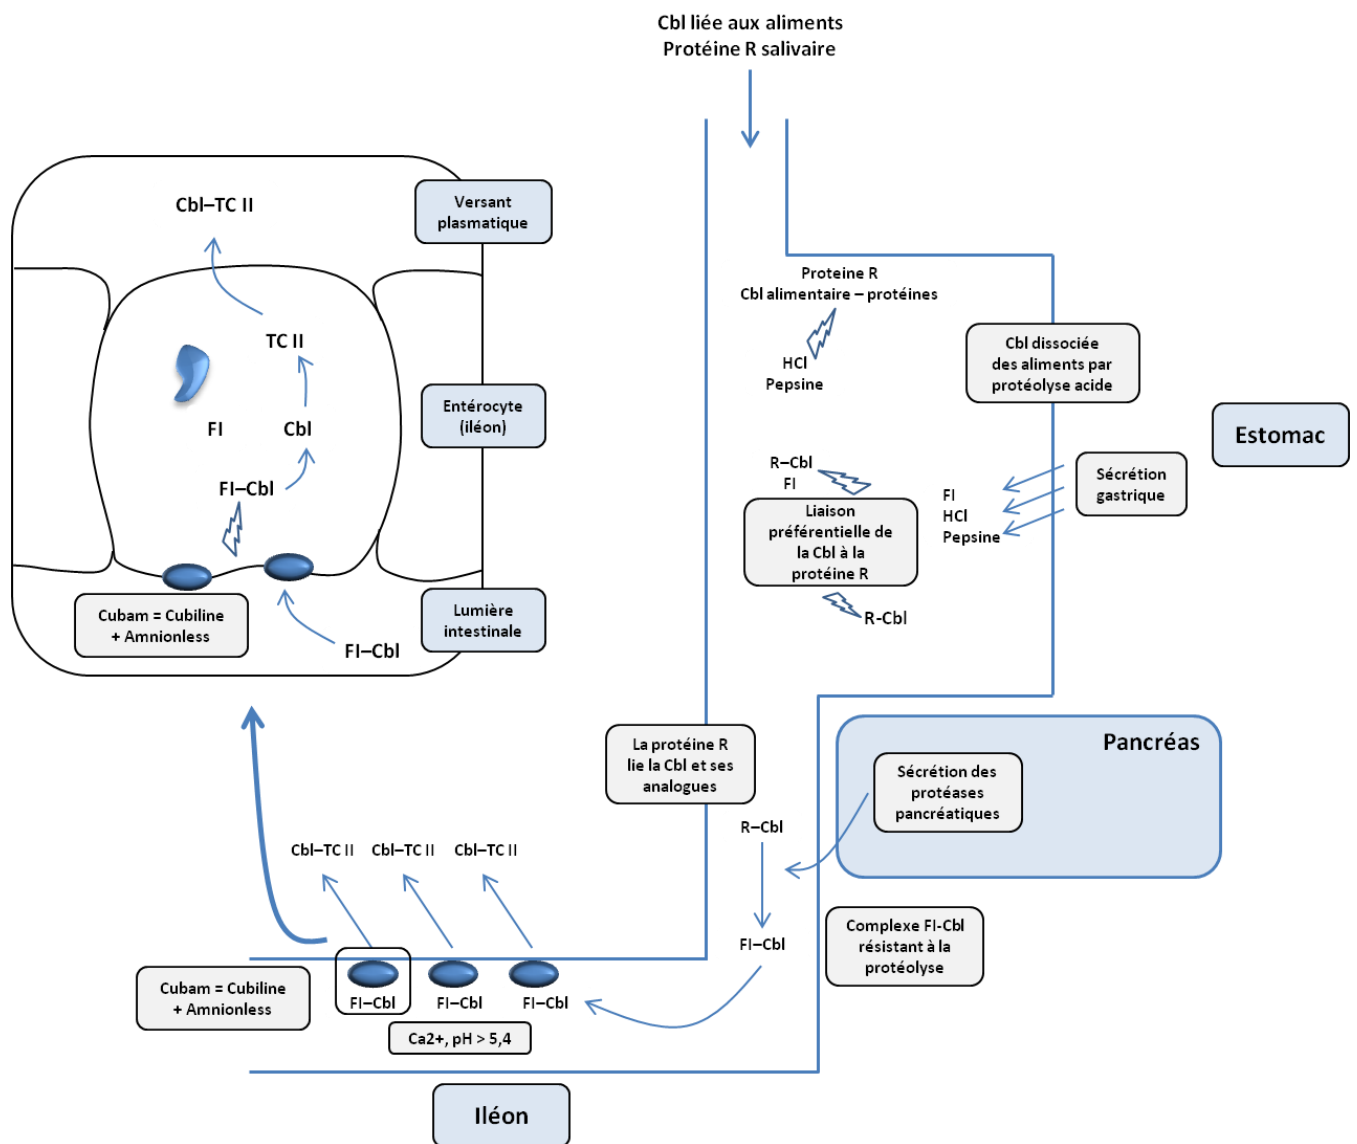 Cbl liée aux aliments
Protéine R salivaire
Versant
plasmatique
Cbl–TC II
TC II
FI
Cbl
FI–Cbl
Entérocyte
(iléon)
Cubam = Cubiline
+ Amnionless
Lumière
intestinale
FI–Cbl
Proteine R
Cbl alimentaire – protéines
HCl
Pepsine
Cbl dissociée
des aliments par
protéolyse acide
Estomac
R–Cbl
FI
Liaison
préférentielle de
la Cbl à la
protéine R
R-Cbl
FI
HCl
Pepsine
Sécrétion
gastrique
La protéine R
lie la Cbl et ses
analogues
Pancréas
Sécrétion des
protéases
pancréatiques
R–Cbl
FI–Cbl
Complexe FI-Cbl
résistant à la
protéolyse
Cbl–TC II
Cbl–TC II
Cbl–TC II
Cubam = Cubiline
+ Amnionless
FI–Cbl
FI–Cbl
FI–Cbl
Ca2+, pH > 5,4
Iléon